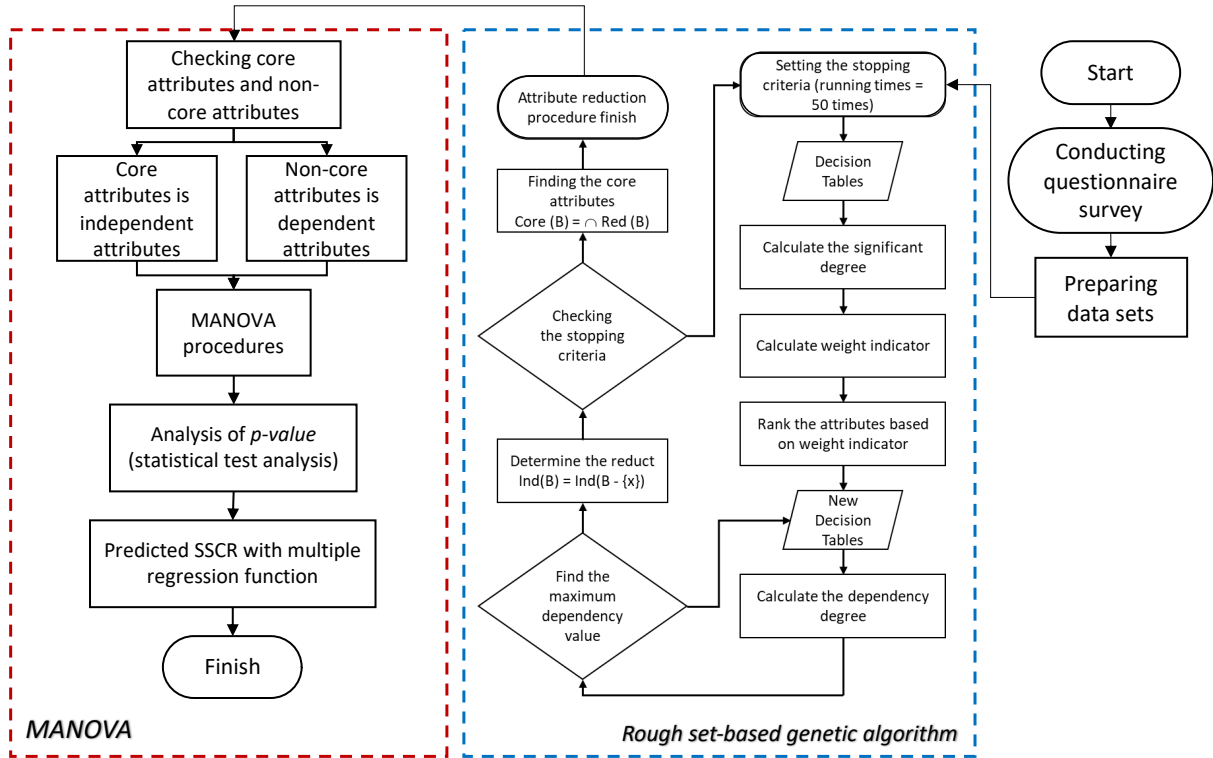 Start
Conducting
questionnaire
survey
Preparing
data sets
Setting the stopping
criteria (running times =
50 times)
Decision
Tables
Calculate the significant
degree
Calculate weight indicator
Rank the attributes based
on weight indicator
New
Decision
Tables
Calculate the dependency
degree
Find the
maximum
dependency
value
Determine the reduct
Ind(B) = Ind(B - {x})
Checking
the stopping
criteria
Finding the core
attributes
Core (B) = ∩ Red (B)
Attribute reduction
procedure finish
Rough set-based genetic algorithm
Checking core
attributes and non-
core attributes
Core
attributes is
independent
attributes
Non-core
attributes is
dependent
attributes
MANOVA
procedures
Analysis of p-value
(statistical test analysis)
Predicted SSCR with multiple
regression function
Finish
MANOVA